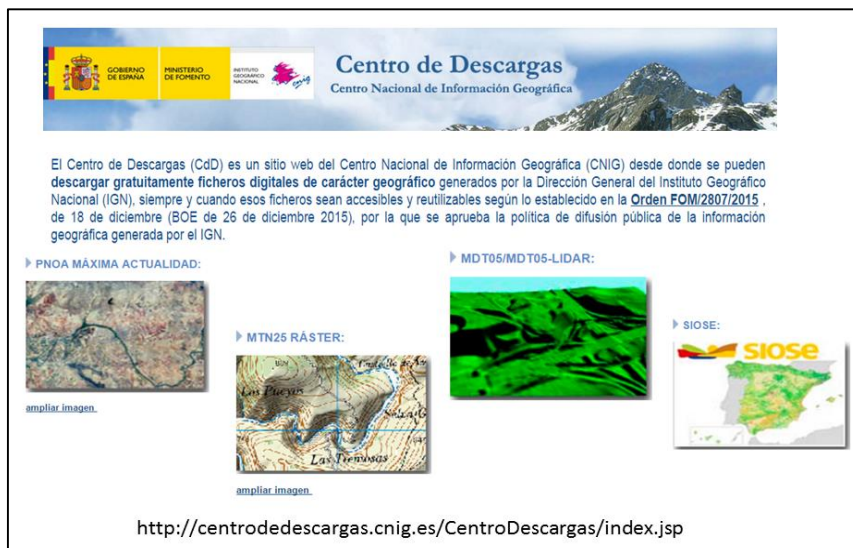 GOBIERNO
DE ESPAÑA
MINISTERIO
DE FOMENTO
INSTITUTO
GEOGRÁFICO
NACIONAL
cnig
Centro de Descargas
Centro Nacional de Información Geográfica
El Centro de Descargas (CdD) es un sitio web del Centro Nacional de Información Geográfica (CNIG) desde donde se pueden
descargar gratuitamente ficheros digitales de carácter geográfico generados por la Dirección General del Instituto Geográfico
Nacional (IGN), siempre y cuando esos ficheros sean accesibles y reutilizables según lo establecido en la Orden FOM/2807/2015 ,
de 18 de diciembre (BOE de 26 de diciembre 2015), por la que se aprueba la política de difusión pública de la información
geográfica generada por el IGN.
PNOA MÁXIMA ACTUALIDAD:
ampliar imagen
MTN25 RÁSTER:
Los Pueyos
Las Tremosas
ampliar imagen
MDT05/MDT05-LIDAR:
SIOSE:
SIOSE
http://centrodedescargas.cnig.es/CentroDescargas/index.jsp